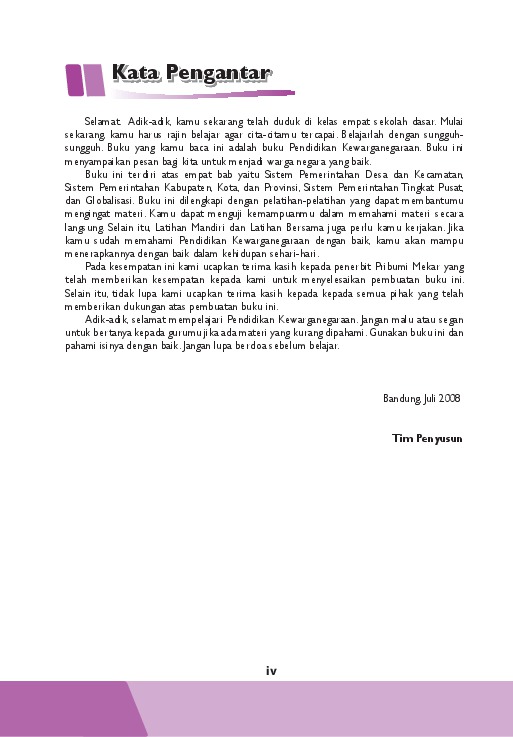 Kata Pengantar
Selamat. Adik-adik, kamu sekarang telah duduk di kelas empat sekolah dasar. Mulai
sekarang, kamu harus rajin belajar agar cita-citamu tercapai. Belajarlah dengan sungguh-
sungguh. Buku yang kamu baca ini adalah buku Pendidikan Kewarganegaraan. Buku ini
menyampaikan pesan bagi kita untuk menjadi warga negara yang baik.
Buku ini terdiri atas empat bab yaitu Sistem Pemerintahan Desa dan Kecamatan,
Sistem Pemerintahan Kabupaten, Kota, dan Provinsi, Sistem Pemerintahan Tingkat Pusat,
dan Globalisasi. Buku ini dilengkapi dengan pelatihan-pelatihan yang dapat membantumu
mengingat materi. Kamu dapat menguji kemampuanmu dalam memahami materi secara
langsung. Selain itu, Latihan Mandiri dan Latihan Bersama juga perlu kamu kerjakan. Jika
kamu sudah memahami Pendidikan Kewarganegaraan dengan baik, kamu akan mampu
menerapkannya dengan baik dalam kehidupan sehari-hari.
Pada kesempatan ini kami ucapkan terima kasih kepada penerbit Pribumi Mekar yang
telah memberikan kesempatan kepada kami untuk menyelesaikan pembuatan buku ini.
Selain itu, tidak lupa kami ucapkan terima kasih kepada kepada semua pihak yang telah
memberikan dukungan atas pembuatan buku ini.
Adik-adik, selamat mempelajari Pendidikan Kewarganegaraan. Jangan malu atau segan
untuk bertanya kepada gurumu jika ada materi yang kurang dipahami. Gunakan buku ini dan
pahami isinya dengan baik. Jangan lupa berdoa sebelum belajar.
Bandung, Juli 2008
Tim Penyusun
iv